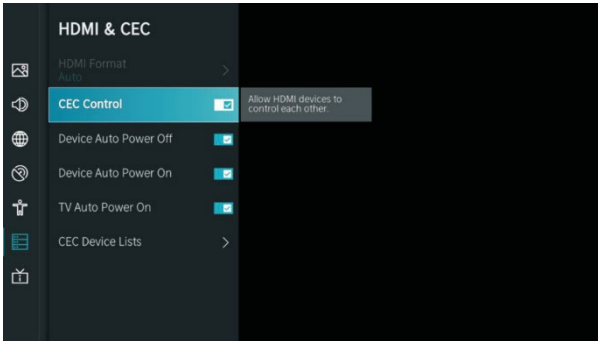 HDMI & CEC
HDMI Format
Auto
CEC Control
Allow HDMI devices to
control each other.
Device Auto Power Off
Device Auto Power On
TV Auto Power On
CEC Device Lists